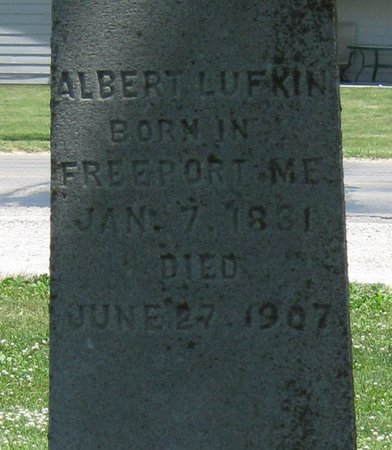 ALBERT LUFKIN
BORN IN
FREEPORT ME.
JAN. 7, 1831
DIED
JUNE 27, 1907